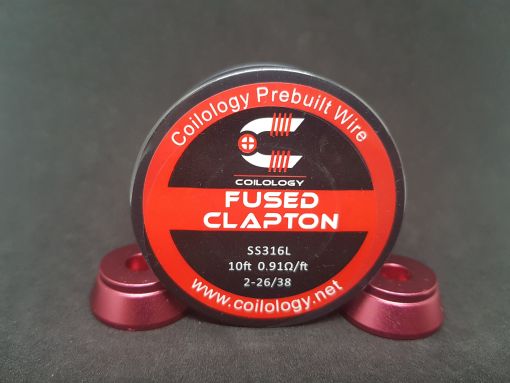 Coilology Prebuilt Wire
COILOLOGY
FUSED
CLAPTON
SS316L
10ft 0.91Ω/ft
2-26/38
www.coilology.net